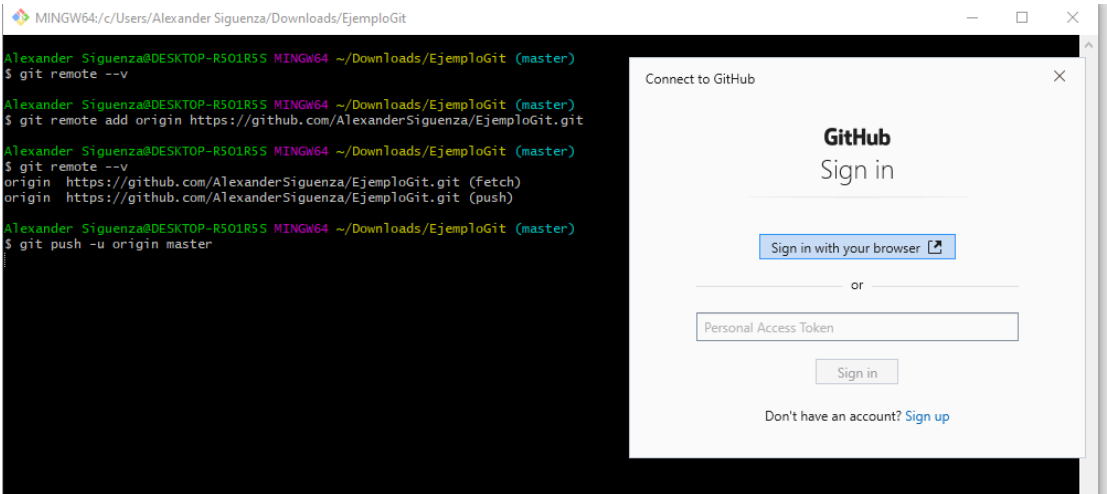 MINGW64:/c/Users/Alexander Siguenza/Downloads/EjemploGit
Alexander Siguenza@DESKTOP-R5O1R5S MINGW64 ~/Downloads/EjemploGit (master)
$ git remote --v
Alexander Siguenza@DESKTOP-R5O1R5S MINGW64 ~/Downloads/EjemploGit (master)
$ git remote add origin https://github.com/AlexanderSiguenza/EjemploGit.git
Alexander Siguenza@DESKTOP-R5O1R5S MINGW64 ~/Downloads/EjemploGit (master)
$ git remote --v
origin  https://github.com/AlexanderSiguenza/EjemploGit.git (fetch)
origin  https://github.com/AlexanderSiguenza/EjemploGit.git (push)
Alexander Siguenza@DESKTOP-R5O1R5S MINGW64 ~/Downloads/EjemploGit (master)
$ git push -u origin master
Connect to GitHub
GitHub
Sign in
Sign in with your browser
or
Personal Access Token
Sign in
Don't have an account? Sign up